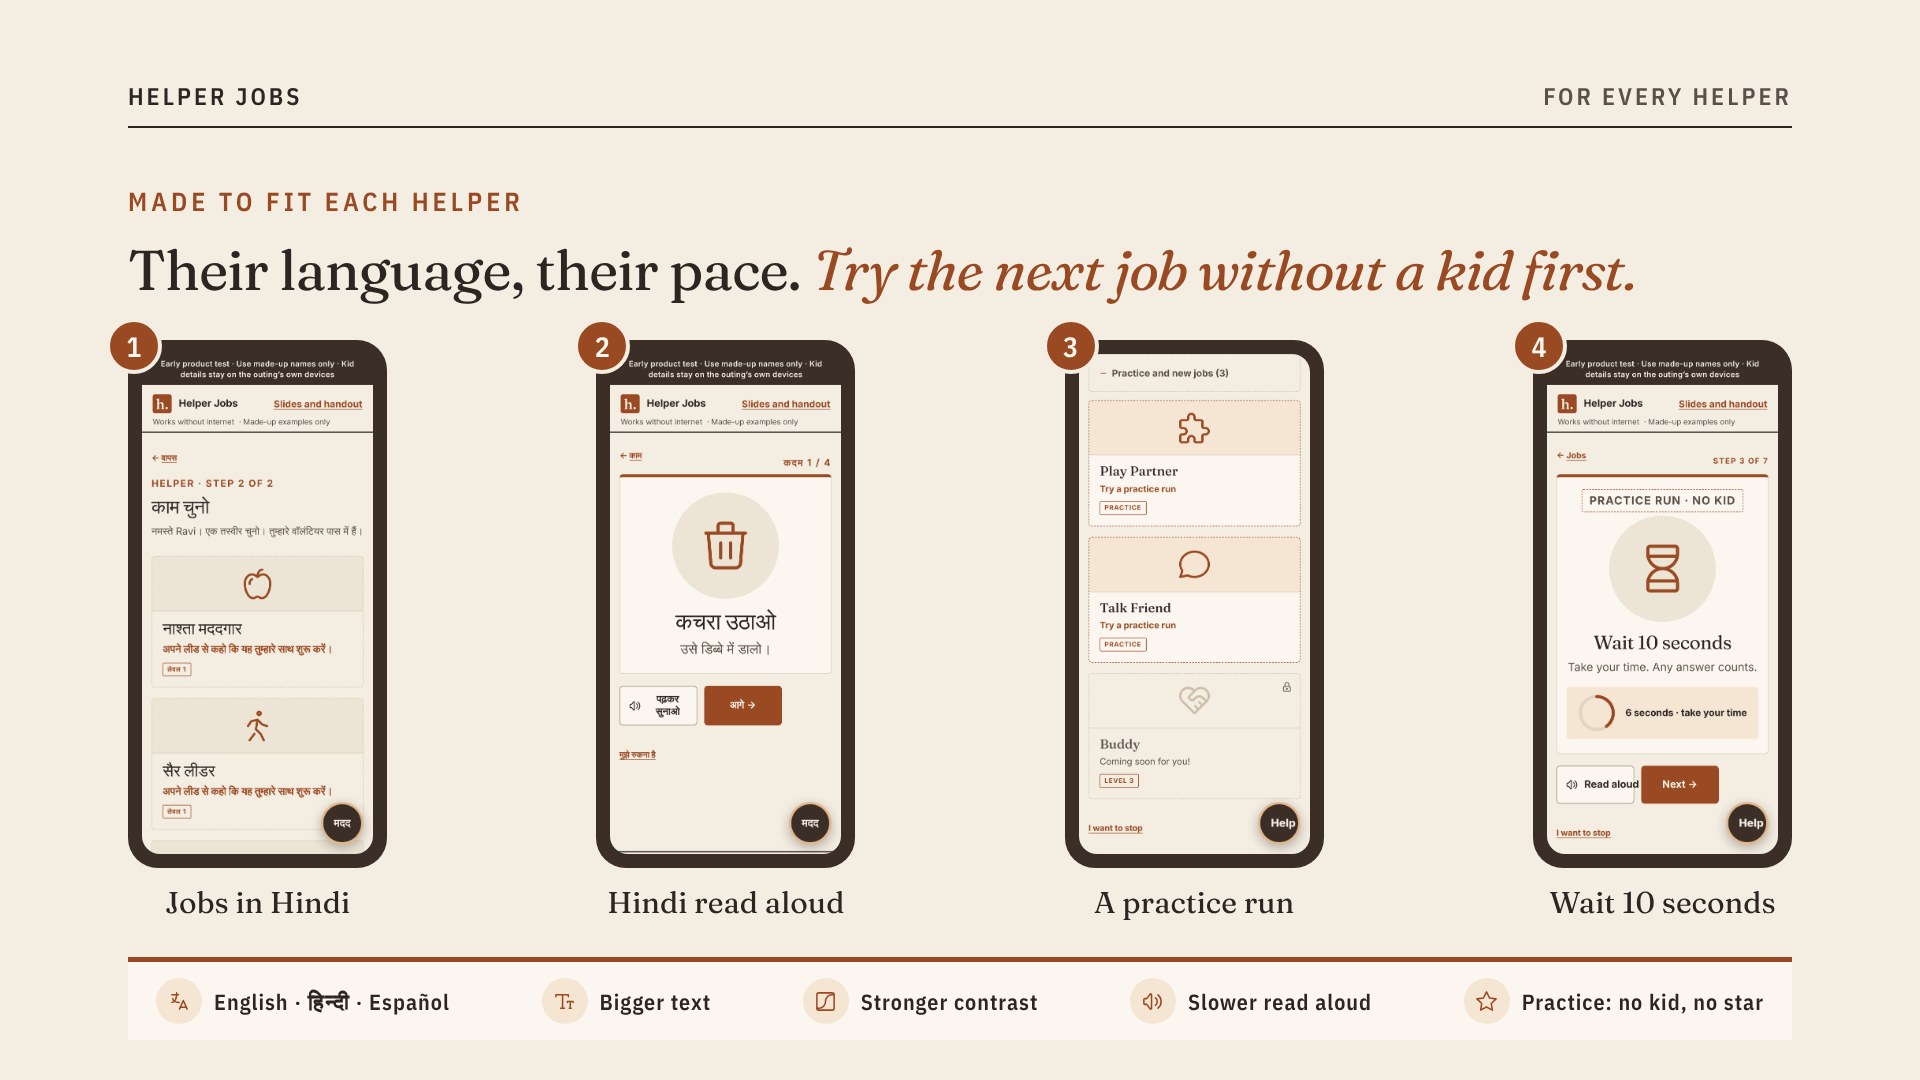 HELPER JOBS
FOR EVERY HELPER
MADE TO FIT EACH HELPER
Their language, their pace. Try the next job without a kid first.
1
Early product test · Use made-up names only · Kid
details stay on the outing's own devices
h. Helper Jobs Slides and handout
Works without internet · Made-up examples only
← वापस
HELPER · STEP 2 OF 2
काम चुनो
नमस्ते Ravi। एक तस्वीर चुनो। तुम्हारे वॉलंटियर पास में हैं।
नाश्ता मददगार
अपने लीड से कहो कि यह तुम्हारे साथ शुरू करें।
लेवल 1
सैर लीडर
अपने लीड से कहो कि यह तुम्हारे साथ शुरू करें।
लेवल 1
मदद
Jobs in Hindi
2
Early product test · Use made-up names only · Kid
details stay on the outing's own devices
h. Helper Jobs Slides and handout
Works without internet · Made-up examples only
← काम
कदम 1 / 4
कचरा उठाओ
उसे डिब्बे में डालो।
पढ़कर
सुनाओ
आगे →
मुझे रुकना है
मदद
Hindi read aloud
3
– Practice and new jobs (3)
Play Partner
Try a practice run
PRACTICE
Talk Friend
Try a practice run
PRACTICE
Buddy
Coming soon for you!
LEVEL 3
I want to stop
Help
A practice run
4
Early product test · Use made-up names only · Kid
details stay on the outing's own devices
h. Helper Jobs Slides and handout
Works without internet · Made-up examples only
← Jobs
STEP 3 OF 7
PRACTICE RUN · NO KID
Wait 10 seconds
Take your time. Any answer counts.
6 seconds · take your time
Read aloud
Next →
I want to stop
Help
Wait 10 seconds
English · हिन्दी · Español
Bigger text
Stronger contrast
Slower read aloud
Practice: no kid, no star